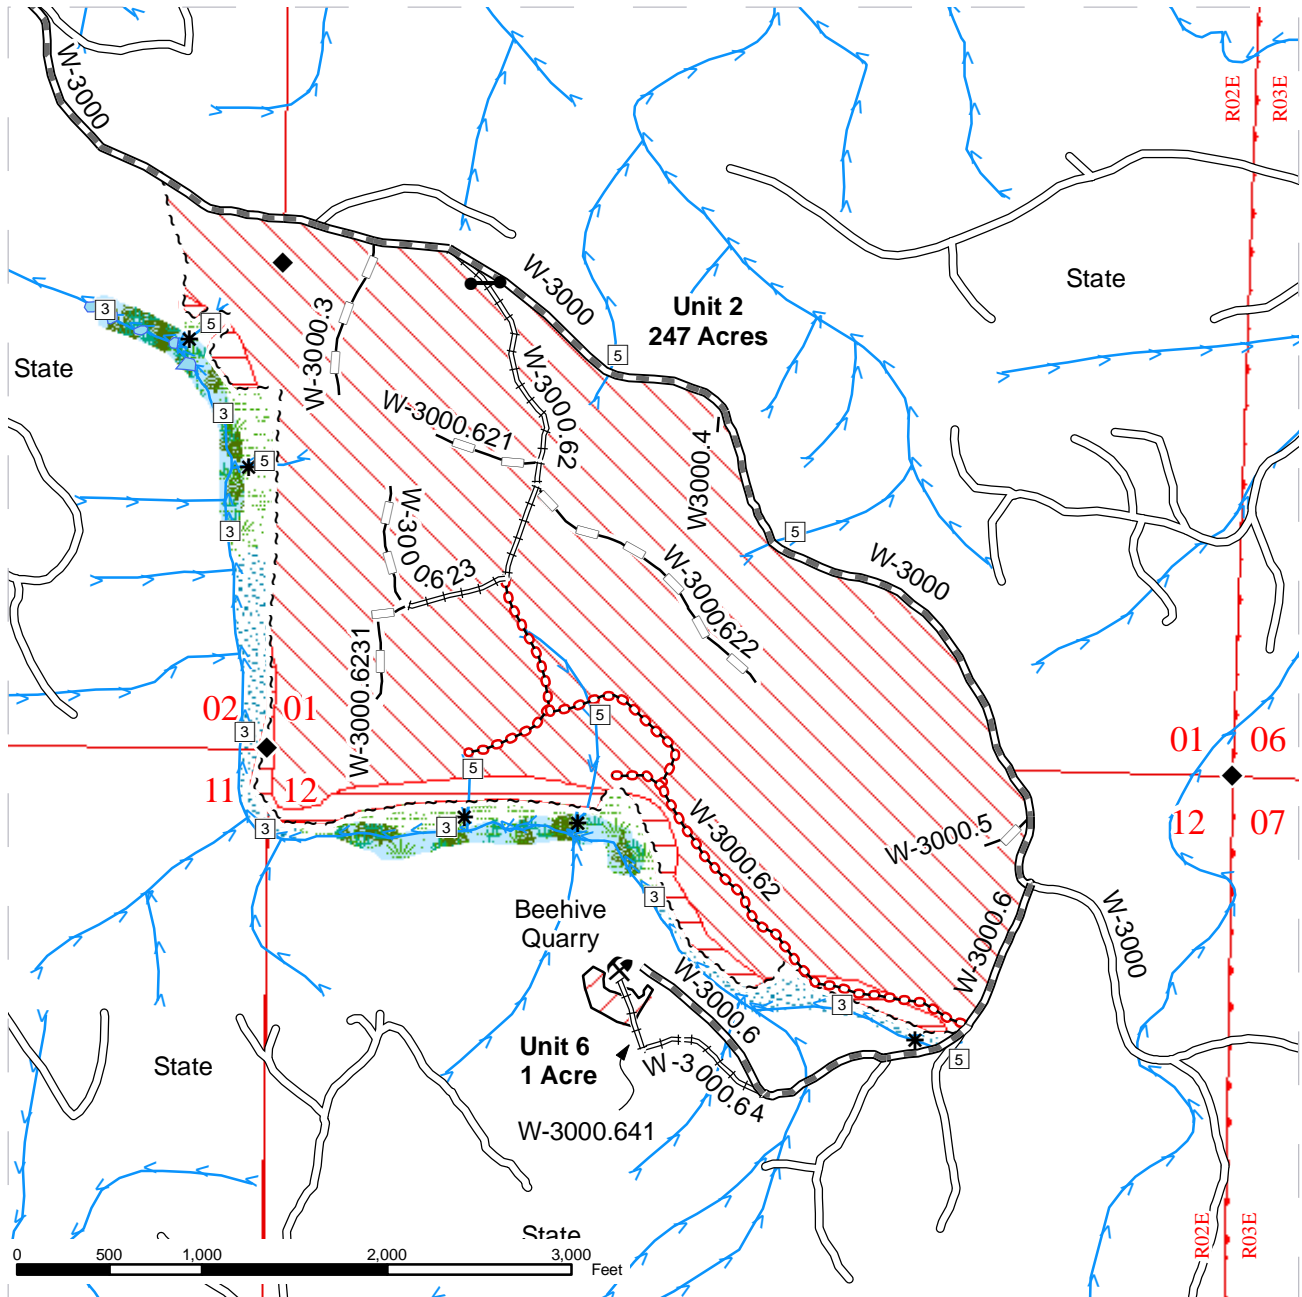 W-3000
R02E
R03E
State
W-3000
Unit 2
247 Acres
3
5
5
State
W-3000.3
W-3000.62
W-3000.621
3
W3000.4
5
3
5
W-3000
W-3000.0623
W-3000.622
W-3000.6231
02
01
3
5
01
06
11
12
5
12
07
3
3
W-3000.62
W-3000.5
3
Beehive
Quarry
W-3000.6
W-3000
W-3000.6
3
Unit 6
1 Acre
5
State
W-3000.64
W-3000.641
R02E
R03E
State
0
500
1,000
2,000
3,000
Feet